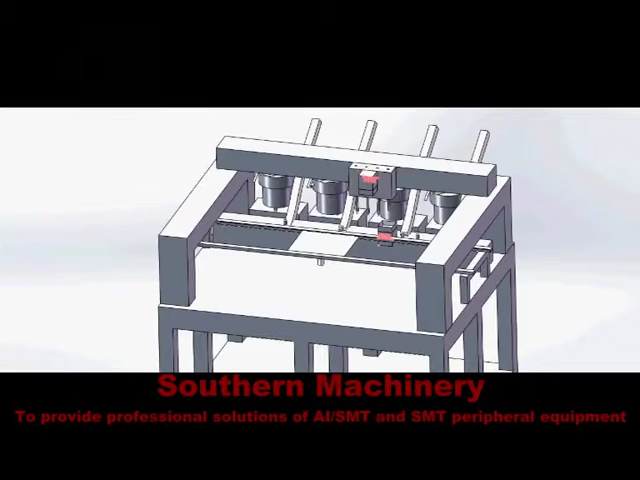 Southern Machinery
To provide professional solutions of AI/SMT and SMT peripheral equipment